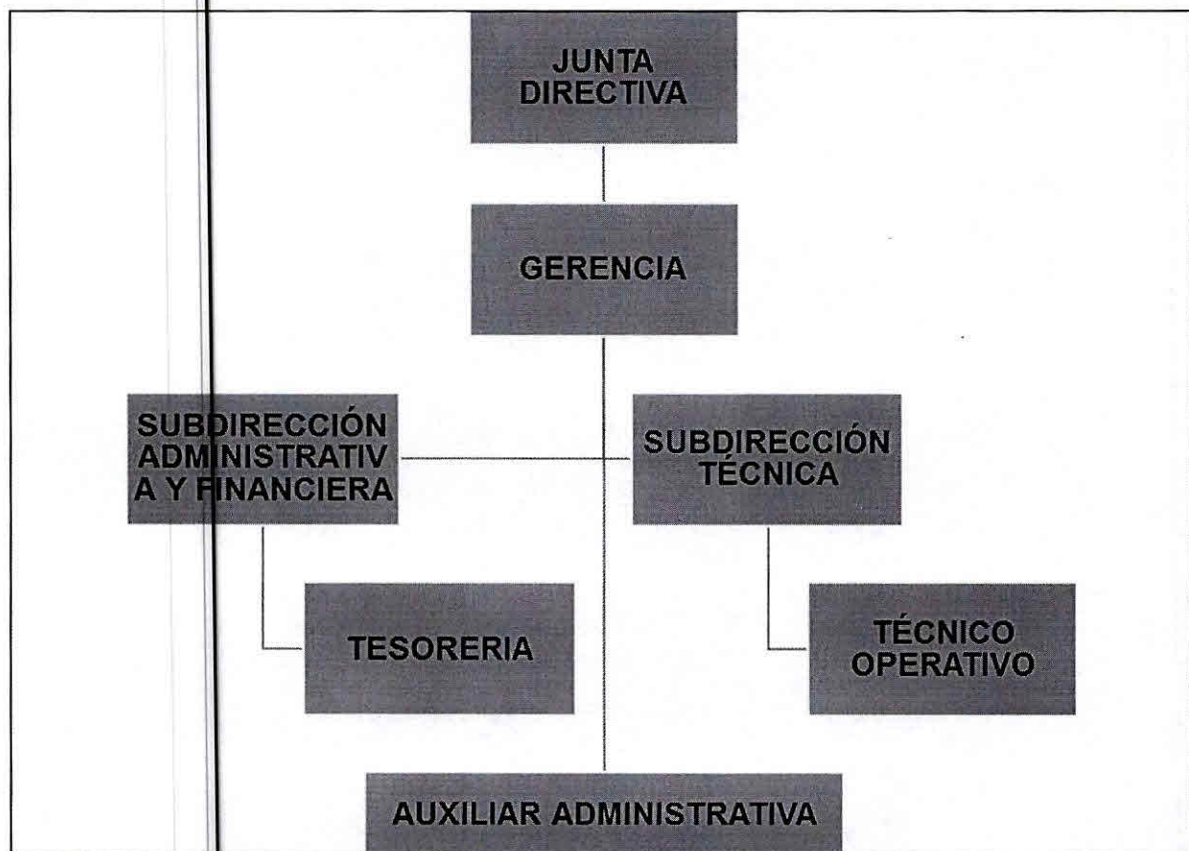 JUNTA
DIRECTIVA
GERENCIA
SUBDIRECCIÓN
ADMINISTRATIV
A Y FINANCIERA
SUBDIRECCIÓN
TÉCNICA
TESORERIA
TÉCNICO
OPERATIVO
AUXILIAR ADMINISTRATIVA